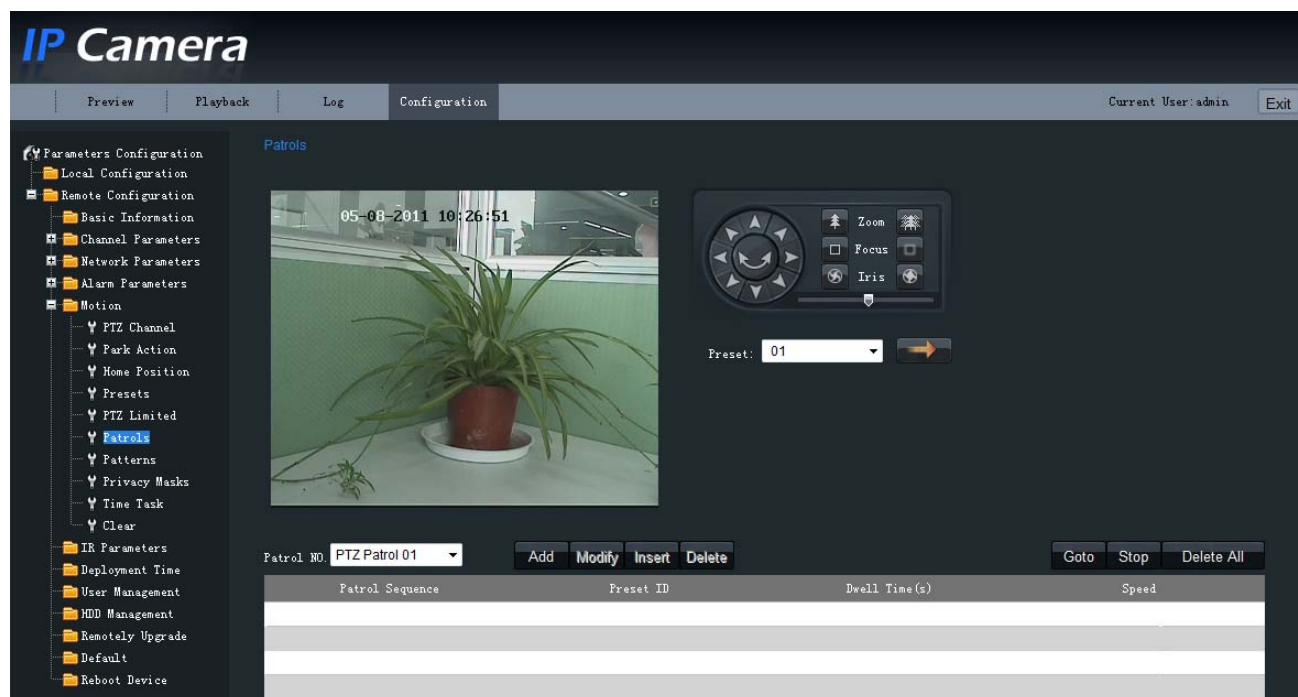 IP Camera
Preview Playback Log Configuration Current User:admin Exit
Parameters Configuration
Local Configuration
Remote Configuration
Basic Information
Channel Parameters
Network Parameters
Alarm Parameters
Motion
PTZ Channel
Park Action
Home Position
Presets
PTZ Limited
Patrols
Patterns
Privacy Masks
Time Task
Clear
IR Parameters
Deployment Time
User Management
HDD Management
Remotely Upgrade
Default
Reboot Device
Patrols
05-08-2011 10:26:51
Zoom
Focus
Iris
Preset: 01
Patrol NO. PTZ Patrol 01 Add Modify Insert Delete Goto Stop Delete All
Patrol Sequence Preset ID Dwell Time(s) Speed